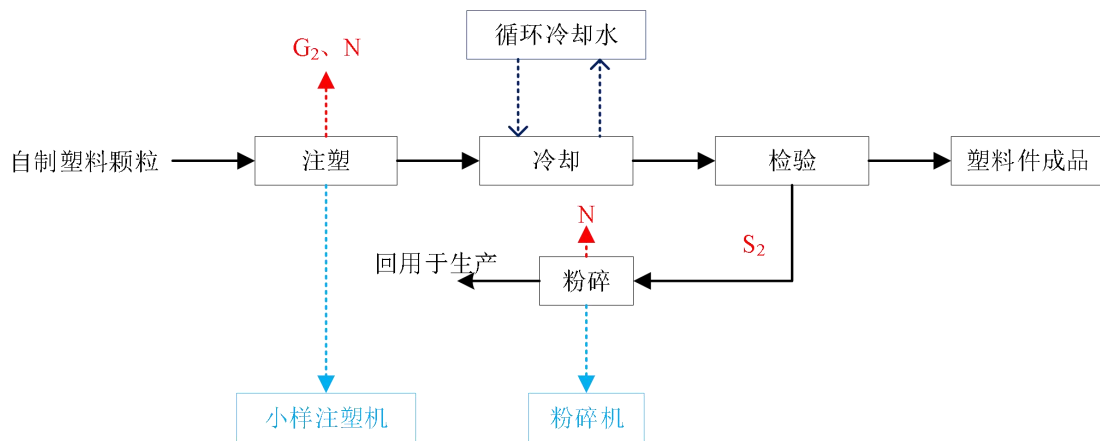 循环冷却水
G₂、N
自制塑料颗粒
注塑
冷却
检验
塑料件成品
N
S₂
回用于生产
粉碎
小样注塑机
粉碎机